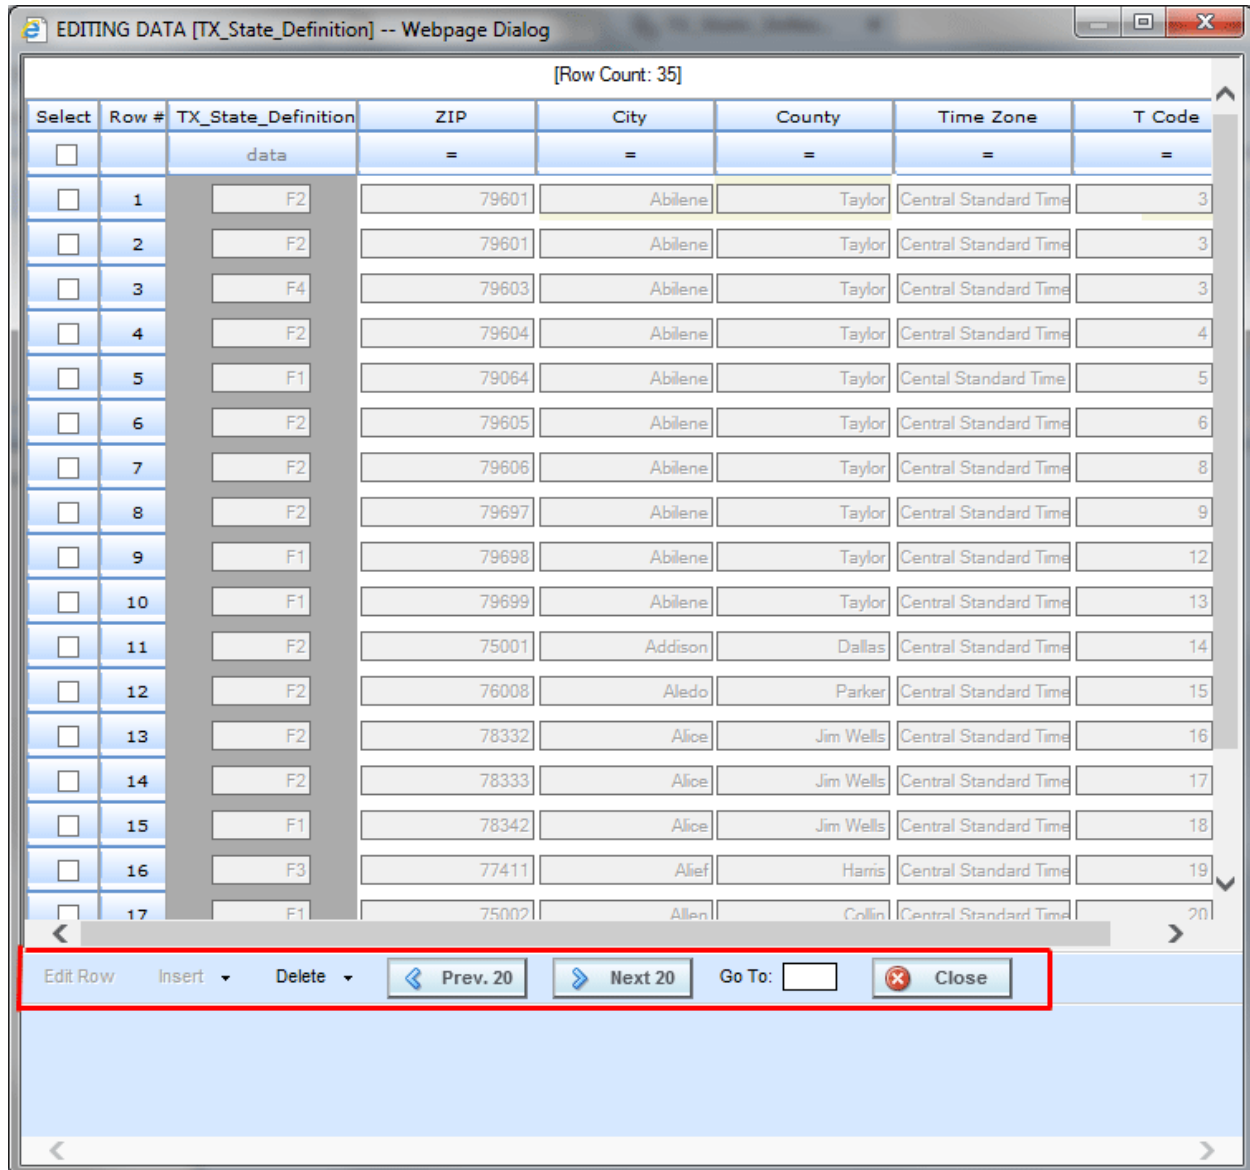 EDITING DATA [TX_State_Definition] -- Webpage Dialog
[Row Count: 35]
Select Row # TX_State_Definition ZIP City County Time Zone T Code
data = = = = =
1 F2 79601 Abilene Taylor Central Standard Time 3
2 F2 79601 Abilene Taylor Central Standard Time 3
3 F4 79603 Abilene Taylor Central Standard Time 3
4 F2 79604 Abilene Taylor Central Standard Time 4
5 F1 79064 Abilene Taylor Cental Standard Time 5
6 F2 79605 Abilene Taylor Central Standard Time 6
7 F2 79606 Abilene Taylor Central Standard Time 8
8 F2 79697 Abilene Taylor Central Standard Time 9
9 F1 79698 Abilene Taylor Central Standard Time 12
10 F1 79699 Abilene Taylor Central Standard Time 13
11 F2 75001 Addison Dallas Central Standard Time 14
12 F2 76008 Aledo Parker Central Standard Time 15
13 F2 78332 Alice Jim Wells Central Standard Time 16
14 F2 78333 Alice Jim Wells Central Standard Time 17
15 F1 78342 Alice Jim Wells Central Standard Time 18
16 F3 77411 Alief Harris Central Standard Time 19
17 F1 75002 Allen Collin Central Standard Time 20
Edit Row Insert Delete Prev. 20 Next 20 Go To: Close